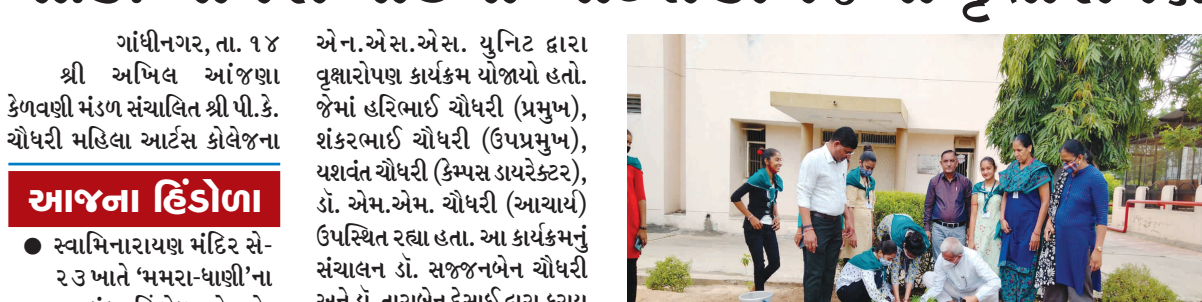 ગાંધીનગર, તા. ૧૪
શ્રી અખિલ આંજણા
કેળવણી મંડળ સંચાલિત શ્રી પી.કે.
ચૌધરી મહિલા આર્ટસ કોલેજના
એન.એસ.એસ. યુનિટ દ્વારા
વૃક્ષારોપણ કાર્યક્રમ યોજાયો હતો.
જેમાં હરિભાઈ ચૌધરી (પ્રમુખ),
શંકરભાઈ ચૌધરી (ઉપપ્રમુખ),
યશવંત ચૌધરી (કેમ્પસ ડાયરેક્ટર),
ડૉ. એમ.એમ. ચૌધરી (આચાર્ય)
ઉપસ્થિત રહ્યા હતા. આ કાર્યક્રમનું
સંચાલન ડૉ. સજ્જનબેન ચૌધરી
અને ડૉ. તારાબેન દેસાઈ દ્વારા કરાયુ
આજના હિંડોળા
● સ્વામિનારાયણ મંદિર સે-
૨૩ ખાતે ‘મમરા-ધાણી’ના